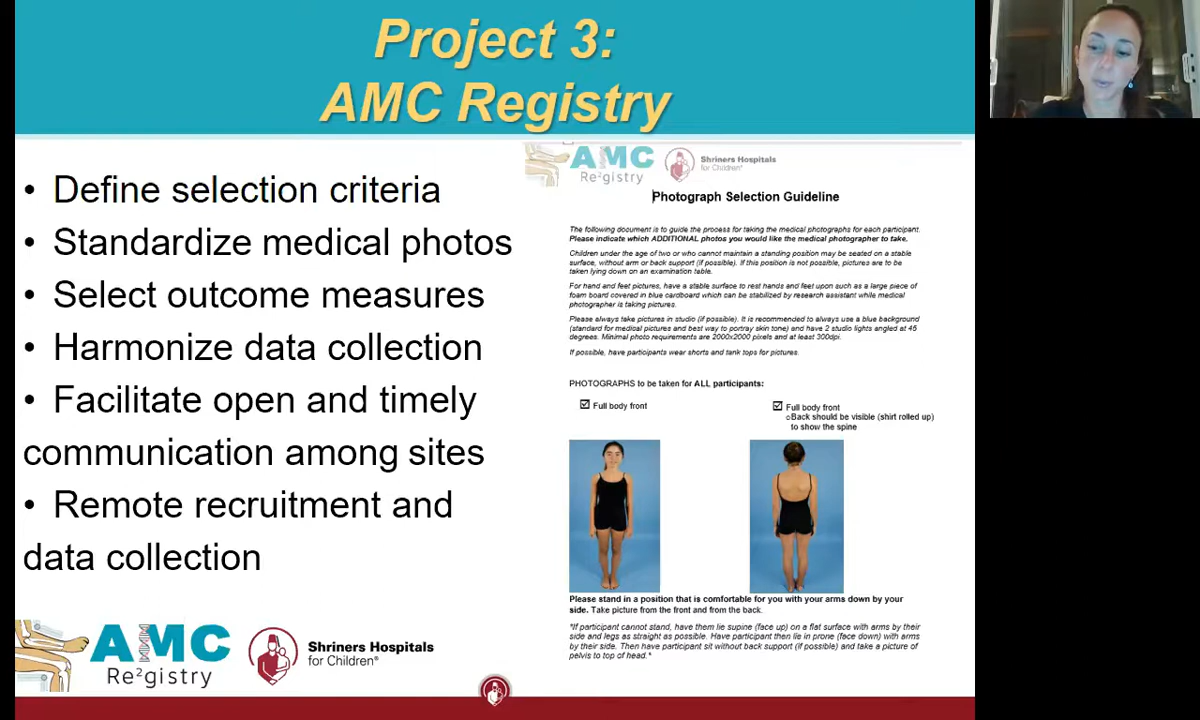 Project 3:
AMC Registry
• Define selection criteria
• Standardize medical photos
• Select outcome measures
• Harmonize data collection
• Facilitate open and timely
communication among sites
• Remote recruitment and
data collection
AMC
Re²gistry
Shriners Hospitals
for Children®
Photograph Selection Guideline
The following document is to guide the process for taking the medical photographs for each participant.
Please indicate which ADDITIONAL photos you would like the medical photographer to take.
Children under the age of two or who cannot maintain a standing position may be seated on a stable
surface, without arm or back support (if possible). If this position is not possible, pictures are to be
taken lying down on an examination table.
For hand and feet pictures, have a stable surface to rest hands and feet upon such as a large piece of
foam board covered in blue cardboard which can be stabilized by research assistant while medical
photographer is taking pictures.
Please always take pictures in studio (if possible). It is recommended to always use a blue background
(standard for medical pictures and best way to portray skin tone) and have 2 studio lights angled at 45
degrees. Minimal photo requirements are 2000x2000 pixels and at least 300dpi.
If possible, have participants wear shorts and tank tops for pictures.
PHOTOGRAPHS to be taken for ALL participants:
☑ Full body front
☑ Full body front
oBack should be visible (shirt rolled up)
to show the spine
Please stand in a position that is comfortable for you with your arms down by your
side. Take picture from the front and from the back.
*If participant cannot stand, have them lie supine (face up) on a flat surface with arms by their
side and legs as straight as possible. Have participant then lie in prone (face down) with arms
by their side. Then have participant sit without back support (if possible) and take a picture of
pelvis to top of head.*
AMC
Re²gistry
Shriners Hospitals
for Children®